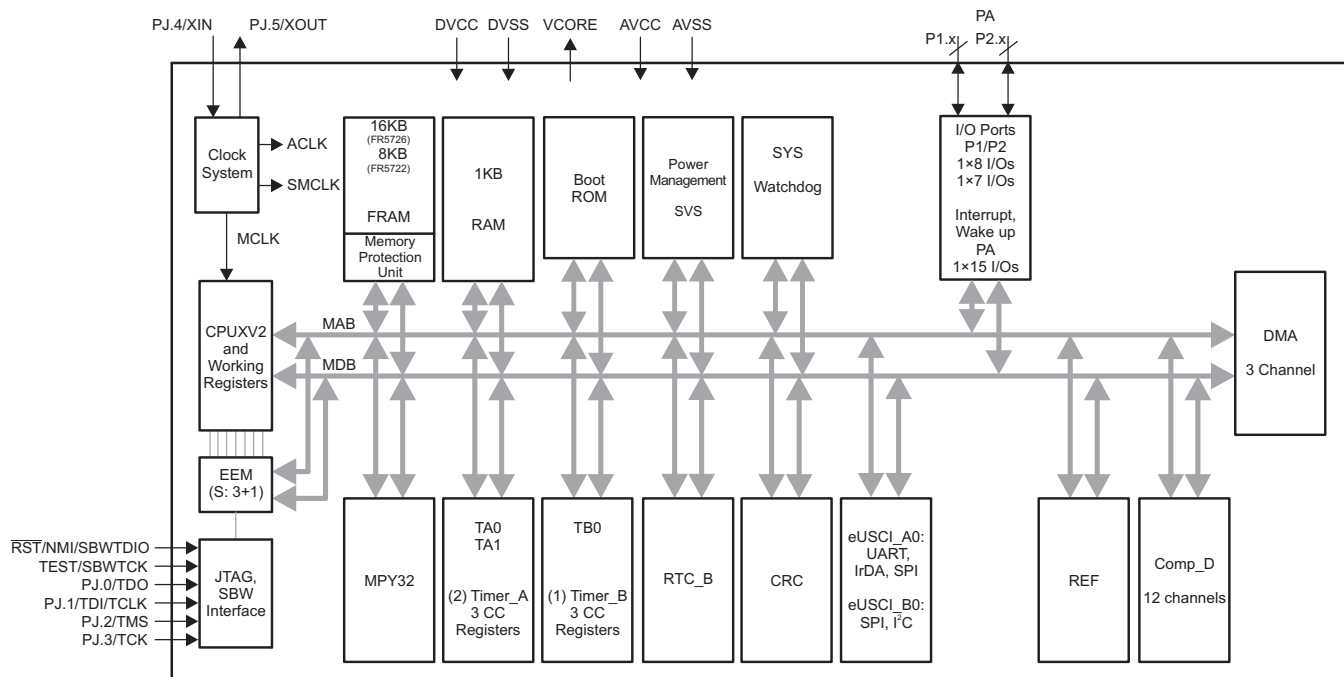 PJ.4/XIN
PJ.5/XOUT
DVCC
DVSS
VCORE
AVCC
AVSS
PA
P1.x
P2.x
Clock
System
ACLK
SMCLK
MCLK
16KB
(FR5726)
8KB
(FR5722)
FRAM
Memory
Protection
Unit
1KB
RAM
Boot
ROM
Power
Management
SVS
SYS
Watchdog
I/O Ports
P1/P2
1×8 I/Os
1×7 I/Os
Interrupt,
Wake up
PA
1×15 I/Os
CPUXV2
and
Working
Registers
MAB
MDB
DMA
3 Channel
EEM
(S: 3+1)
RST/NMI/SBWTDIO
TEST/SBWTCK
PJ.0/TDO
PJ.1/TDI/TCLK
PJ.2/TMS
PJ.3/TCK
JTAG,
SBW
Interface
MPY32
TA0
TA1
(2) Timer_A
3 CC
Registers
TB0
(1) Timer_B
3 CC
Registers
RTC_B
CRC
eUSCI_A0:
UART,
IrDA, SPI
eUSCI_B0:
SPI, I²C
REF
Comp_D
12 channels